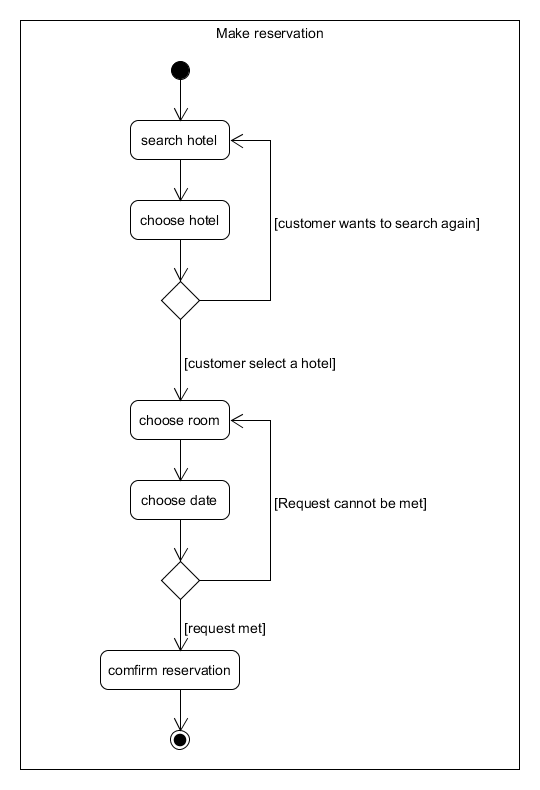 Make reservation
search hotel
choose hotel
[customer wants to search again]
[customer select a hotel]
choose room
choose date
[Request cannot be met]
[request met]
comfirm reservation